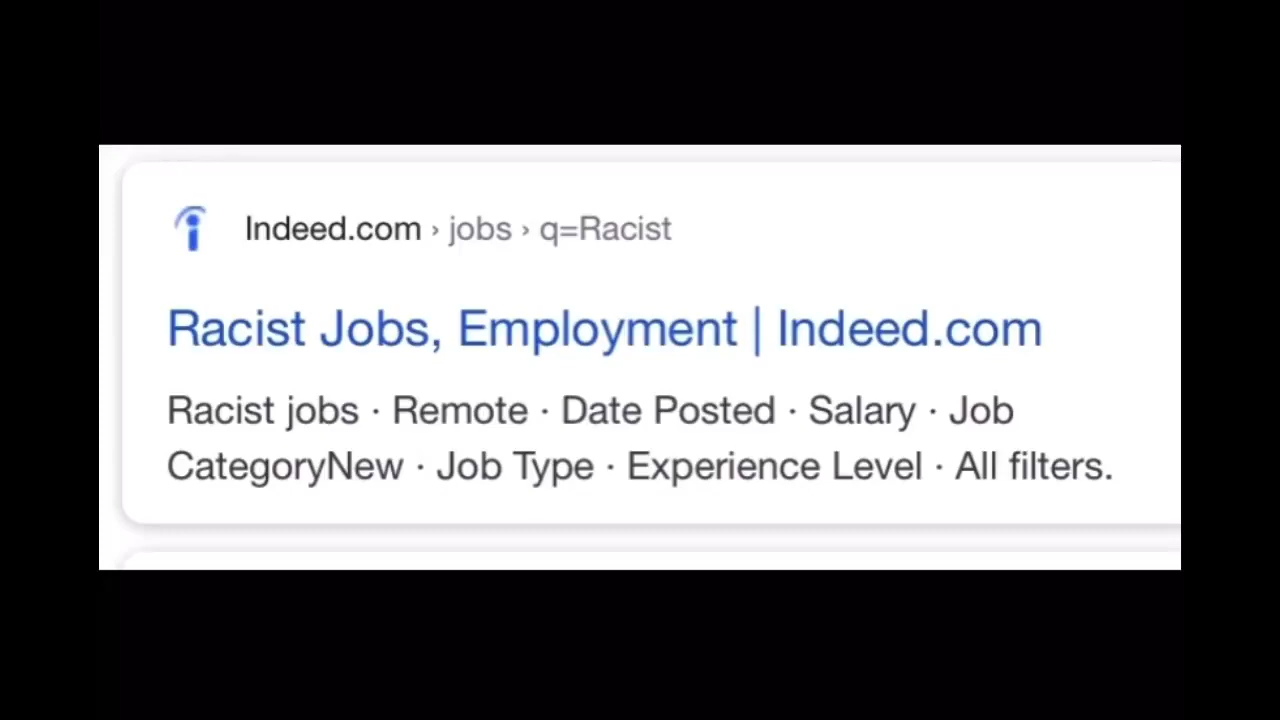 Indeed.com › jobs › q=Racist
Racist Jobs, Employment | Indeed.com
Racist jobs · Remote · Date Posted · Salary · Job
CategoryNew · Job Type · Experience Level · All filters.